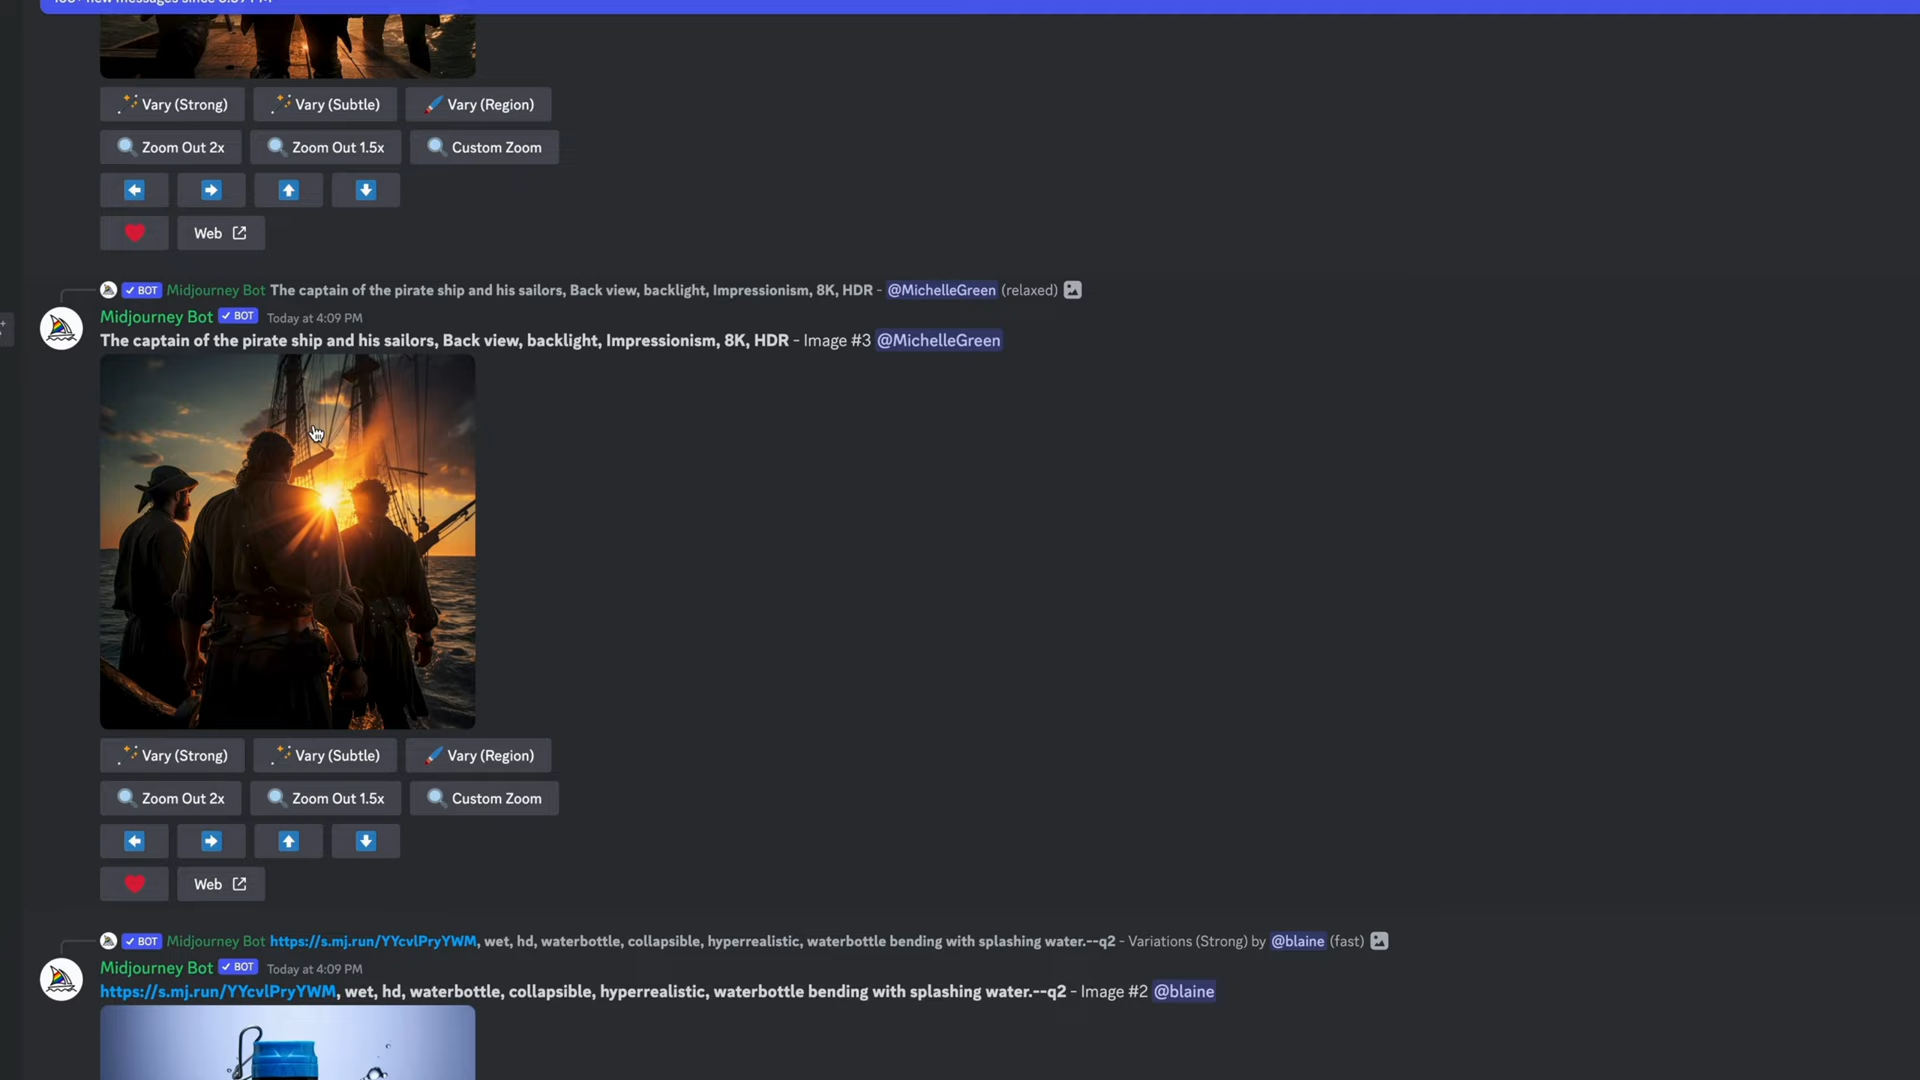 Vary (Strong) Vary (Subtle) Vary (Region)
Zoom Out 2x Zoom Out 1.5x Custom Zoom
Web
BOT Midjourney Bot The captain of the pirate ship and his sailors, Back view, backlight, Impressionism, 8K, HDR - @MichelleGreen (relaxed)
Midjourney Bot BOT Today at 4:09 PM
The captain of the pirate ship and his sailors, Back view, backlight, Impressionism, 8K, HDR - Image #3 @MichelleGreen
Vary (Strong) Vary (Subtle) Vary (Region)
Zoom Out 2x Zoom Out 1.5x Custom Zoom
Web
BOT Midjourney Bot https://s.mj.run/YYcvlPryYWM, wet, hd, waterbottle, collapsible, hyperrealistic, waterbottle bending with splashing water.--q2 - Variations (Strong) by @blaine (fast)
Midjourney Bot BOT Today at 4:09 PM
https://s.mj.run/YYcvlPryYWM, wet, hd, waterbottle, collapsible, hyperrealistic, waterbottle bending with splashing water.--q2 - Image #2 @blaine